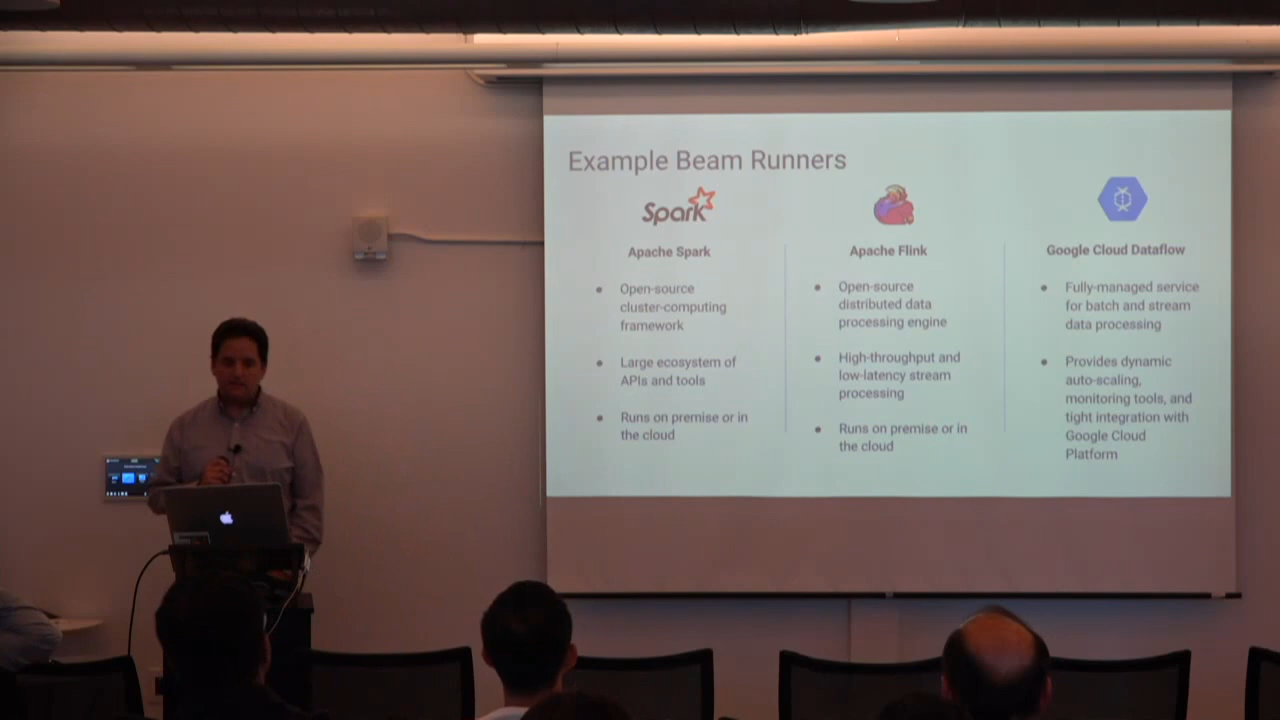 Example Beam Runners
Spark
Apache Spark
Open-source
cluster-computing
framework
Large ecosystem of
APIs and tools
Runs on premise or in
the cloud
Apache Flink
Open-source
distributed data
processing engine
High-throughput and
low-latency stream
processing
Runs on premise or in
the cloud
Google Cloud Dataflow
Fully-managed service
for batch and stream
data processing
Provides dynamic
auto-scaling,
monitoring tools, and
tight integration with
Google Cloud
Platform